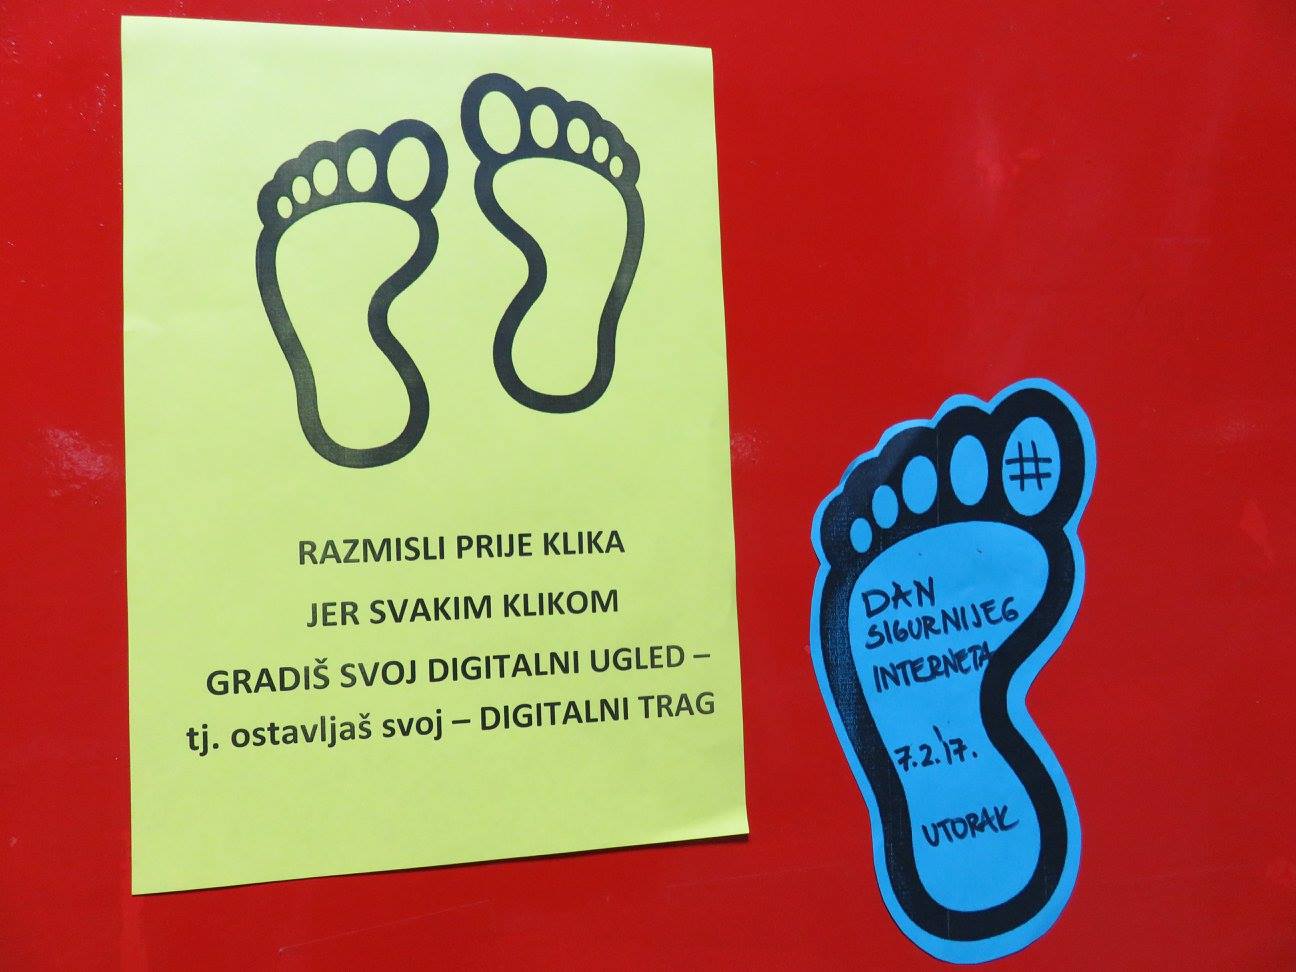 RAZMISLI PRIJE KLIKA
JER SVAKIM KLIKOM
GRADIŠ SVOJ DIGITALNI UGLED –
tj. ostavljaš svoj – DIGITALNI TRAG
#
DAN
SIGURNIJEG
INTERNETA
7.2.'17.
UTORAK